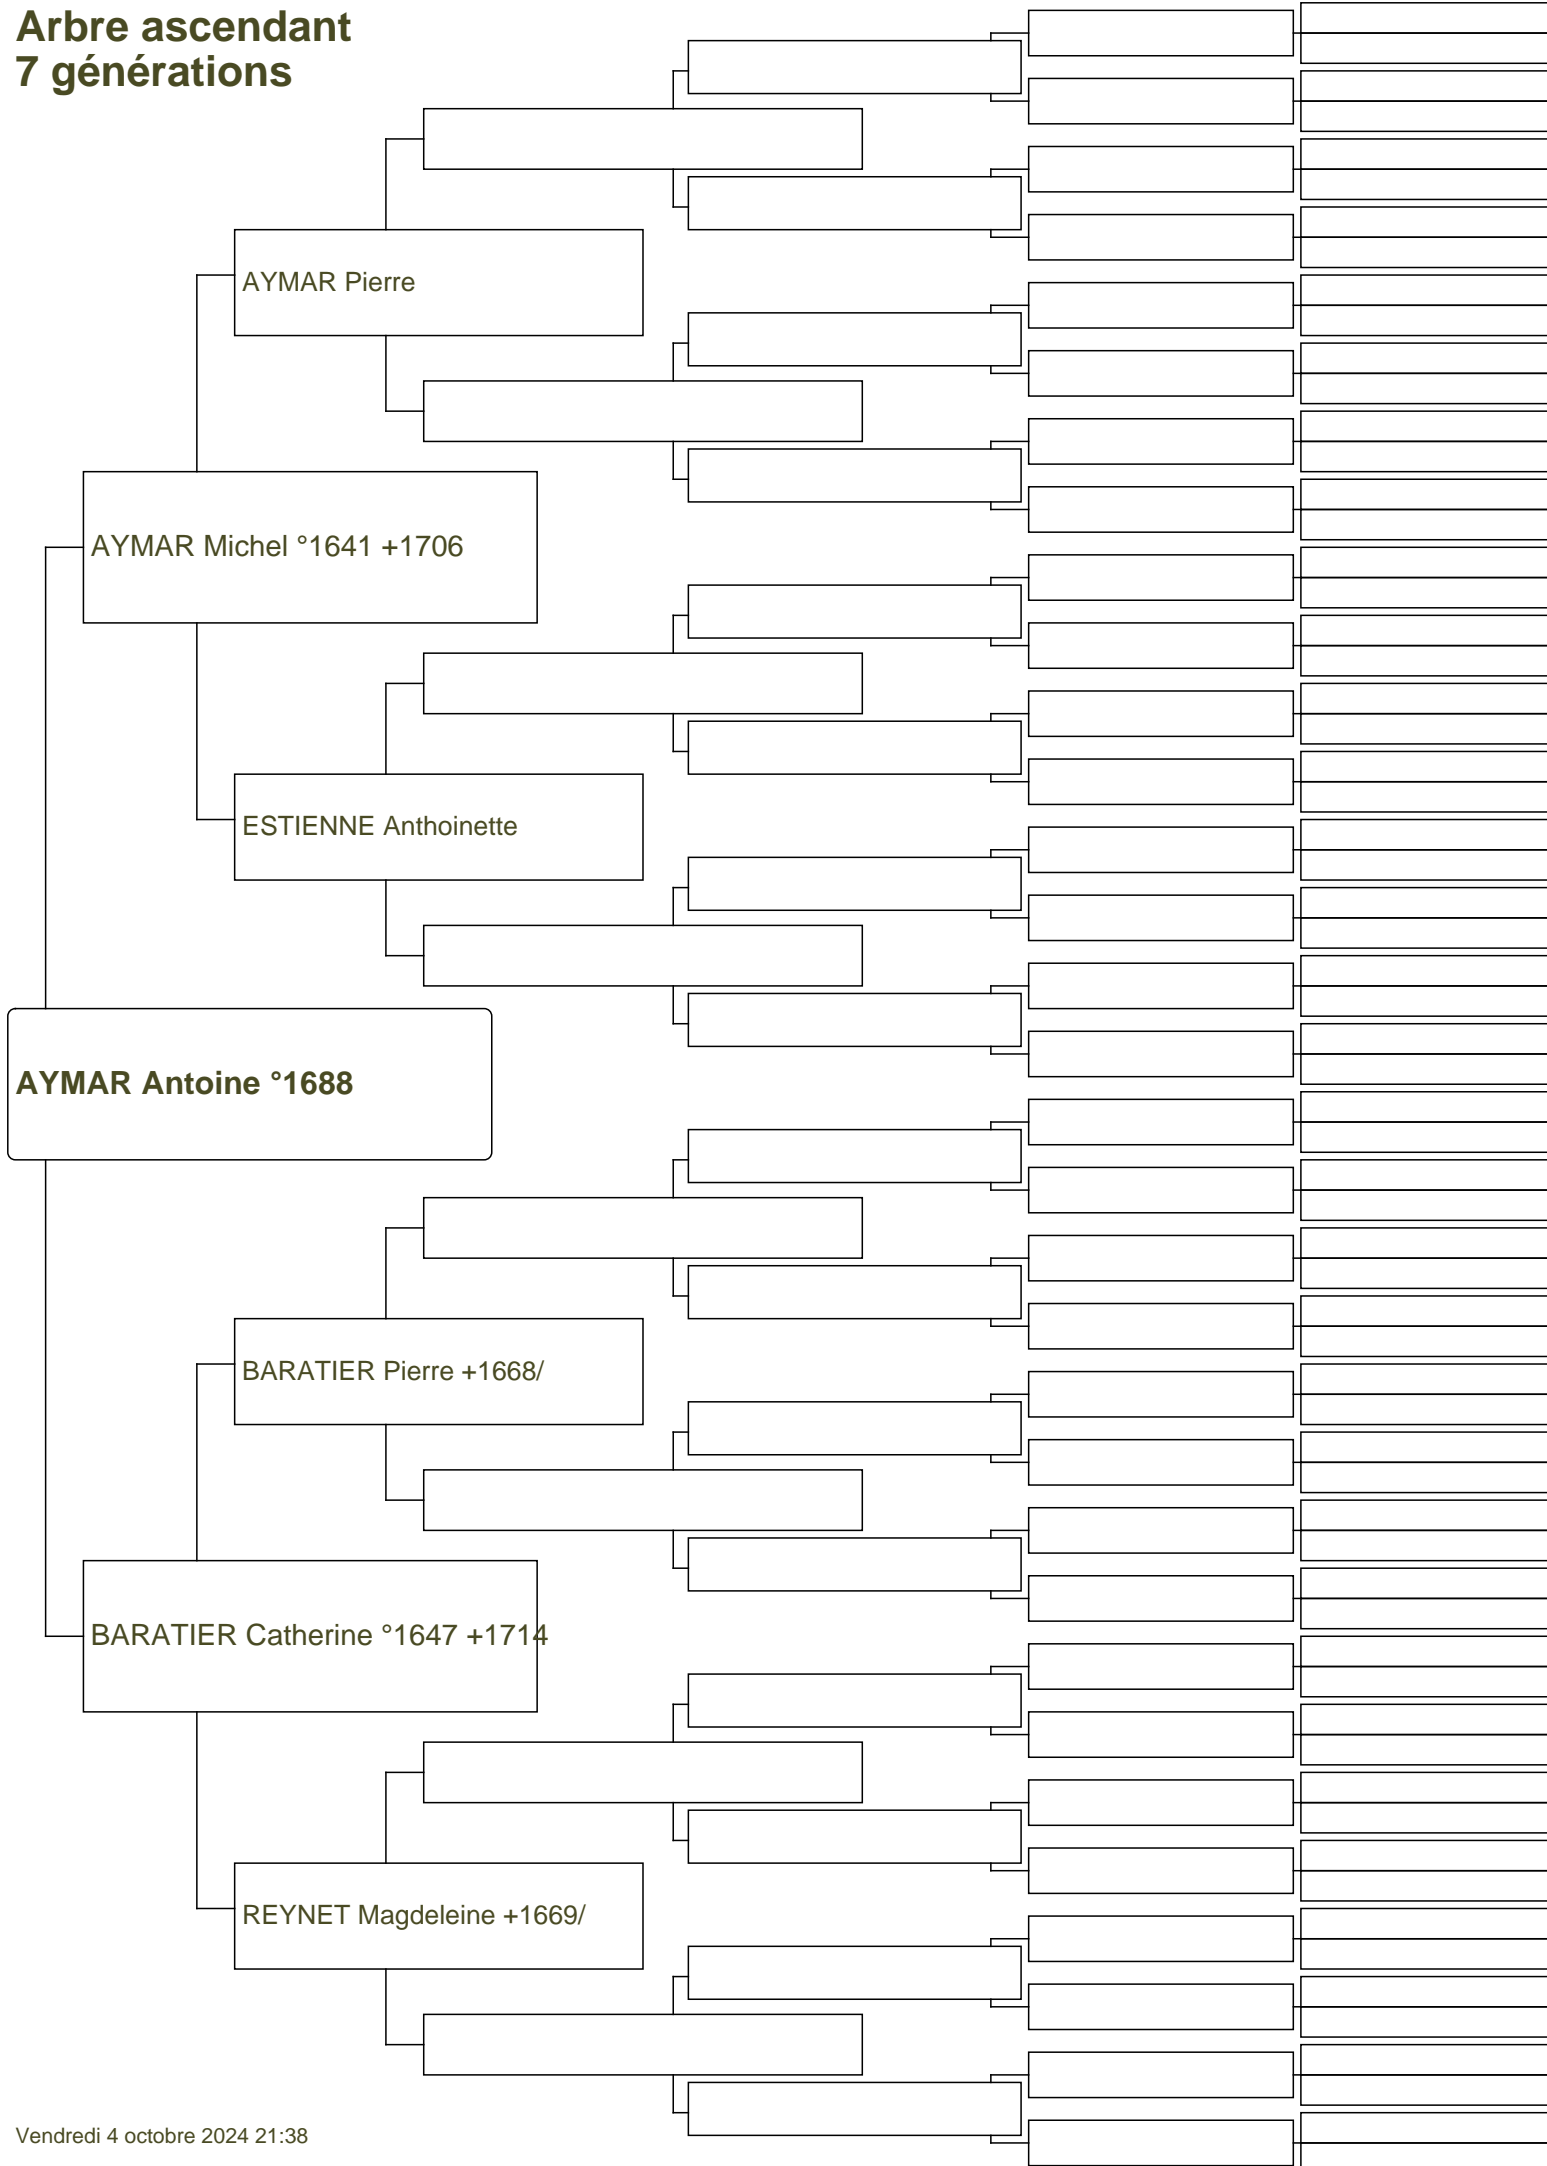 Arbre ascendant
7 générations
AYMAR Pierre
AYMAR Michel °1641 +1706
ESTIENNE Anthoinette
AYMAR Antoine °1688
BARATIER Pierre +1668/
BARATIER Catherine °1647 +1714
REYNET Magdeleine +1669/
Vendredi 4 octobre 2024 21:38